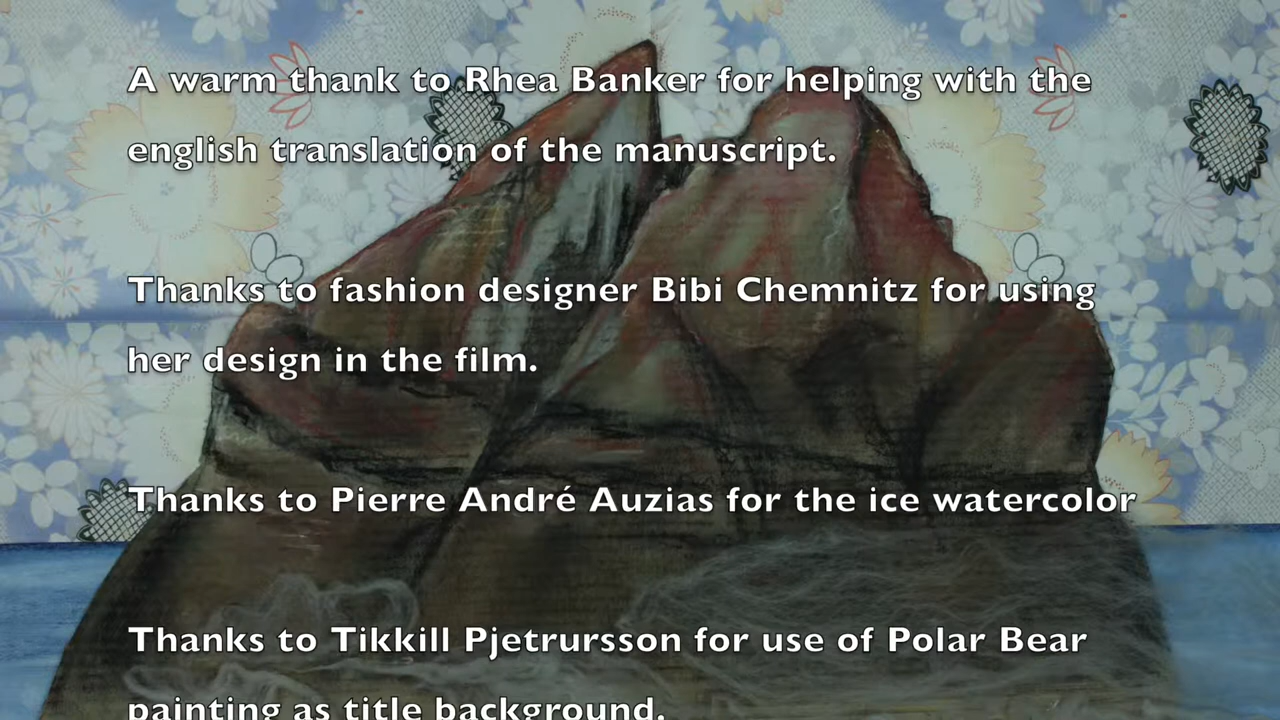 A warm thank to Rhea Banker for helping with the
english translation of the manuscript.
Thanks to fashion designer Bibi Chemnitz for using
her design in the film.
Thanks to Pierre André Auzias for the ice watercolor
Thanks to Tikkill Pjetrursson for use of Polar Bear
painting as title background.